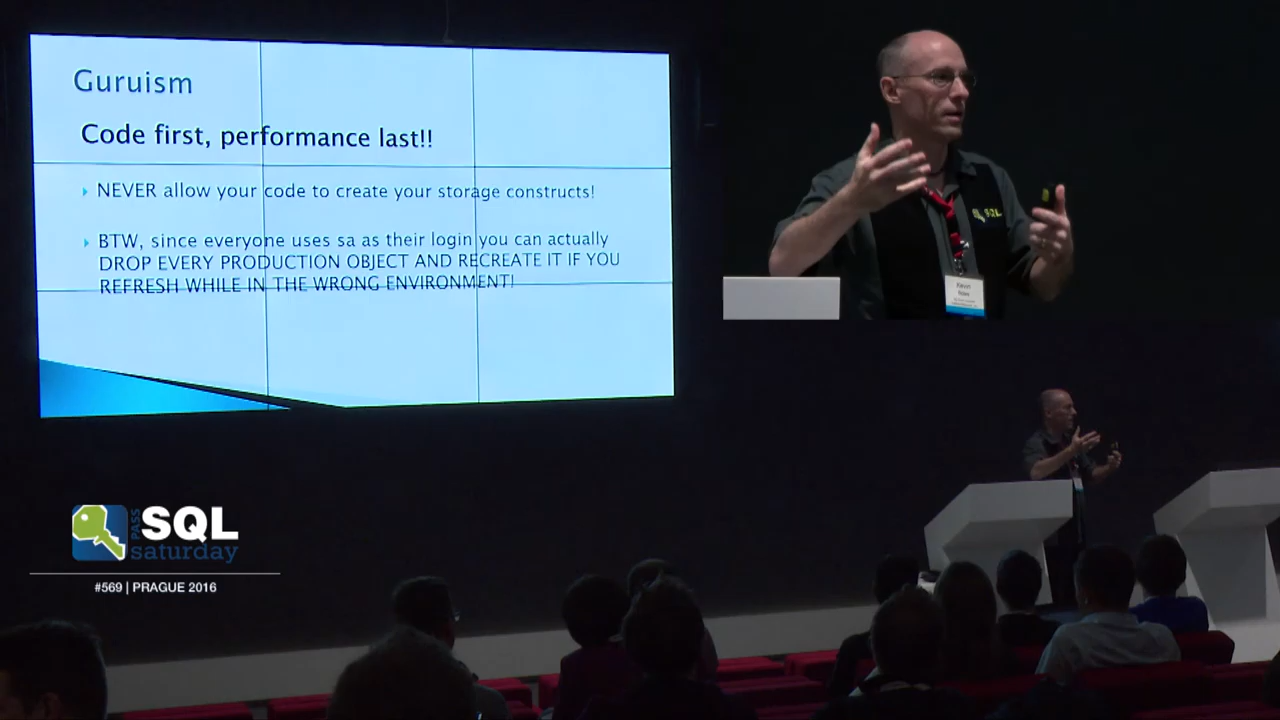 Guruism
Code first, performance last!!
NEVER allow your code to create your storage constructs!
BTW, since everyone uses sa as their login you can actually
DROP EVERY PRODUCTION OBJECT AND RECREATE IT IF YOU
REFRESH WHILE IN THE WRONG ENVIRONMENT!
SQL
PASS
SQL
saturday
#569 | PRAGUE 2016